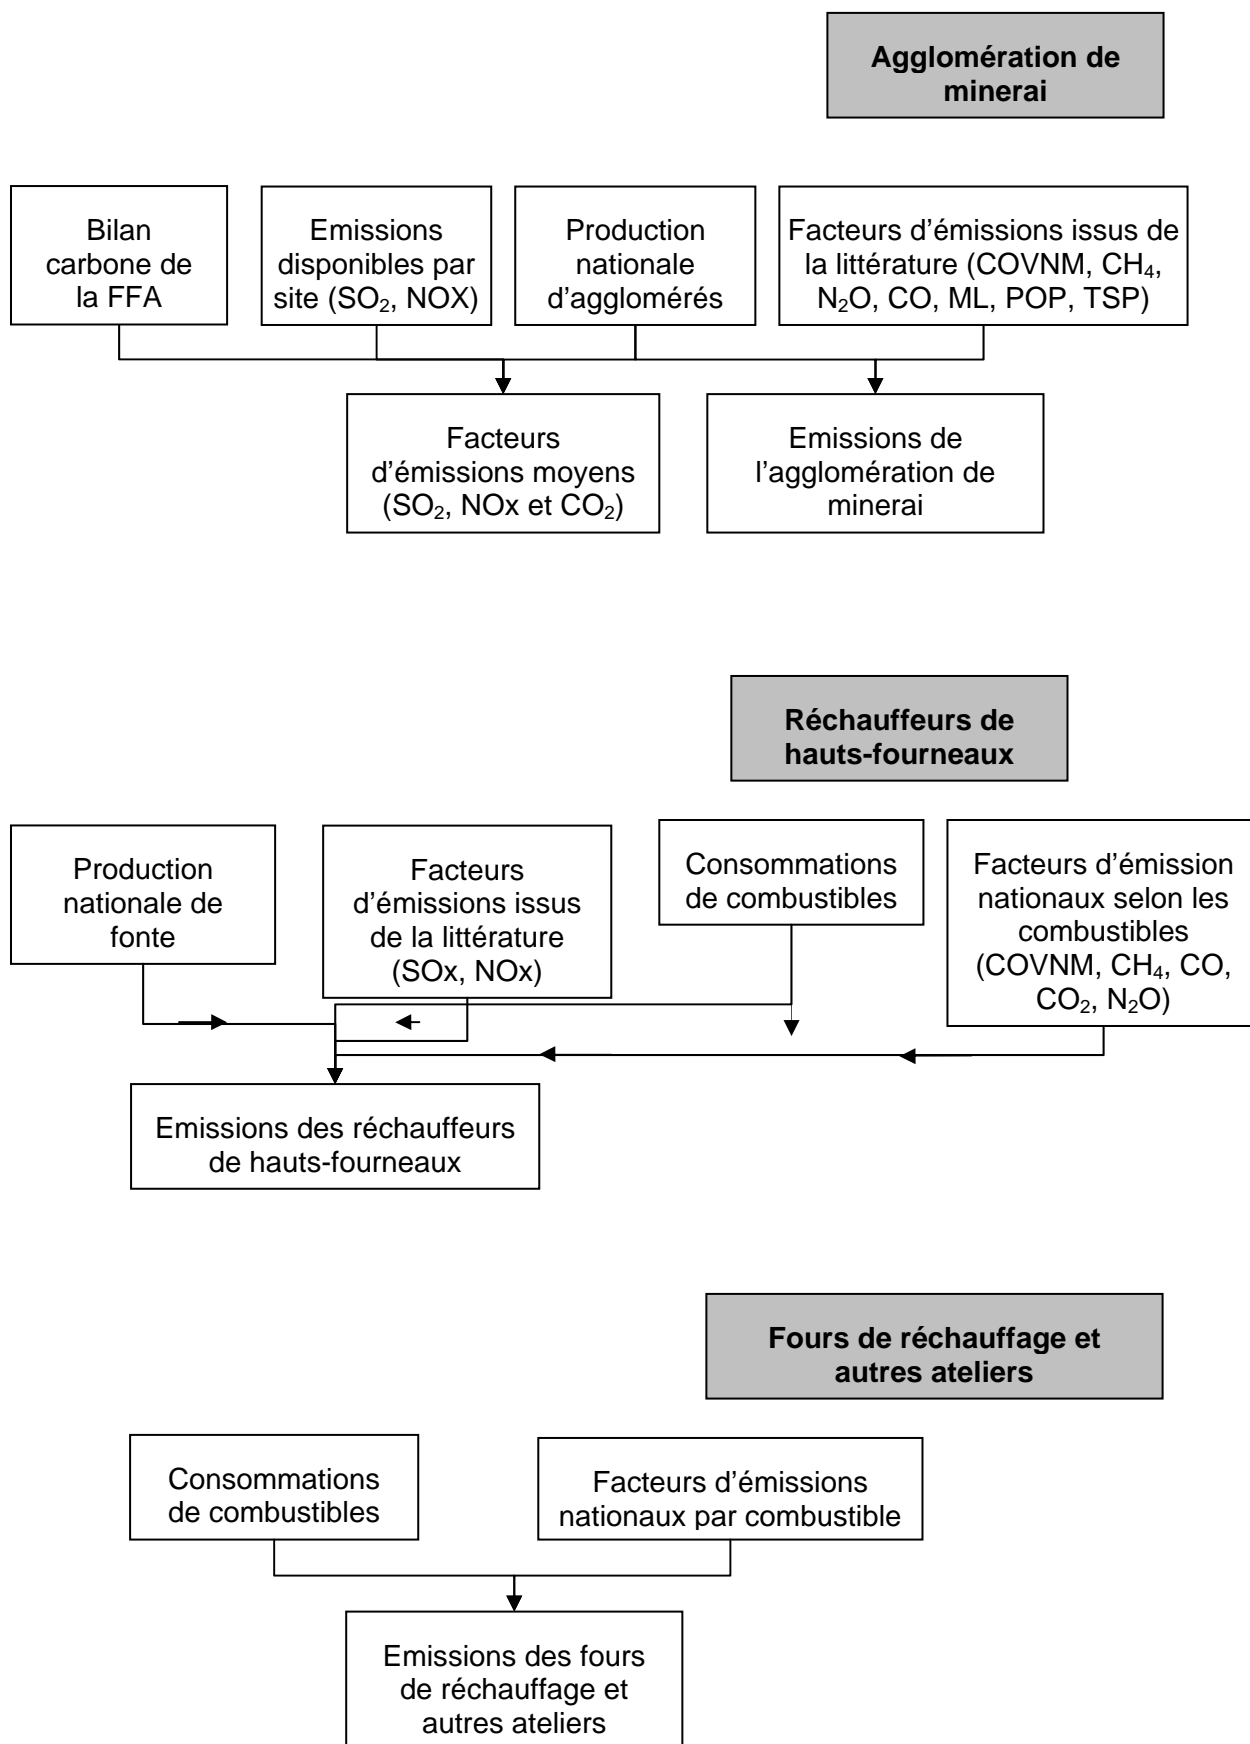 Agglomération de
minerai
Bilan
carbone de
la FFA
Emissions
disponibles par
site (SO₂, NOX)
Production
nationale
d’agglomérés
Facteurs d’émissions issus de
la littérature (COVNM, CH₄,
N₂O, CO, ML, POP, TSP)
Facteurs
d’émissions moyens
(SO₂, NOx et CO₂)
Emissions de
l’agglomération de
minerai
Réchauffeurs de
hauts-fourneaux
Production
nationale de
fonte
Facteurs
d’émissions issus
de la littérature
(SOx, NOx)
Consommations
de combustibles
Facteurs d’émission
nationaux selon les
combustibles
(COVNM, CH₄, CO,
CO₂, N₂O)
Emissions des réchauffeurs
de hauts-fourneaux
Fours de réchauffage et
autres ateliers
Consommations
de combustibles
Facteurs d’émissions
nationaux par combustible
Emissions des fours
de réchauffage et
autres ateliers